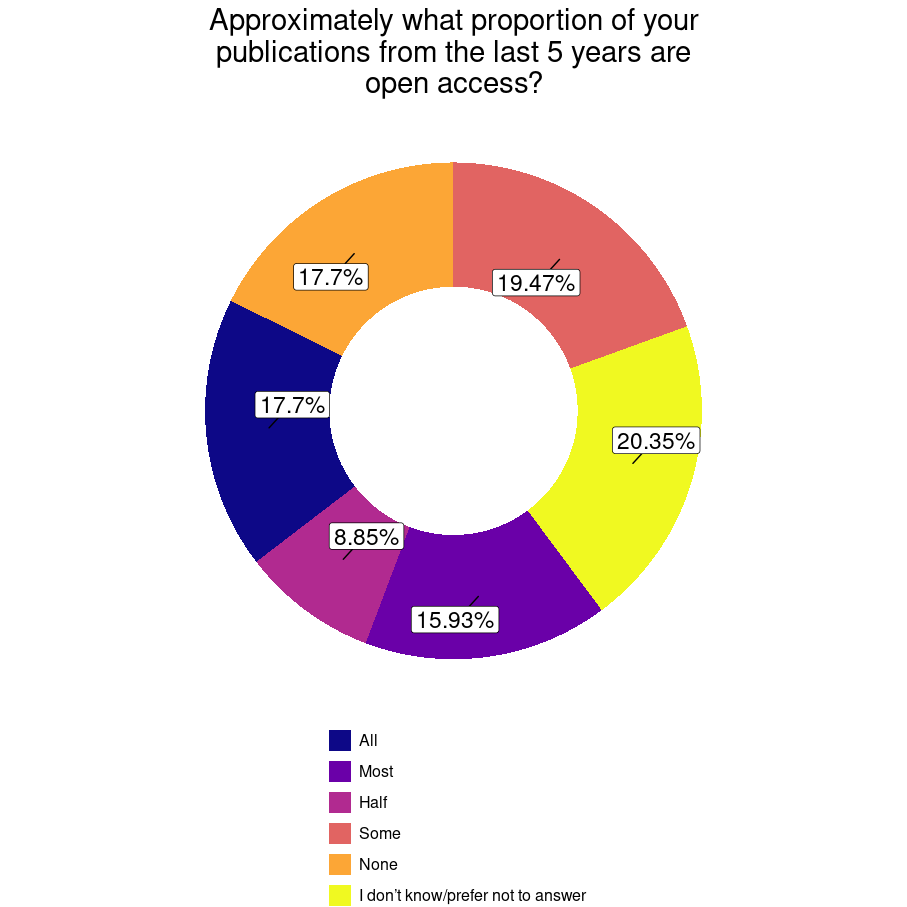 Approximately what proportion of your
publications from the last 5 years are
open access?
17.7%
19.47%
17.7%
20.35%
8.85%
15.93%
All
Most
Half
Some
None
I don't know/prefer not to answer